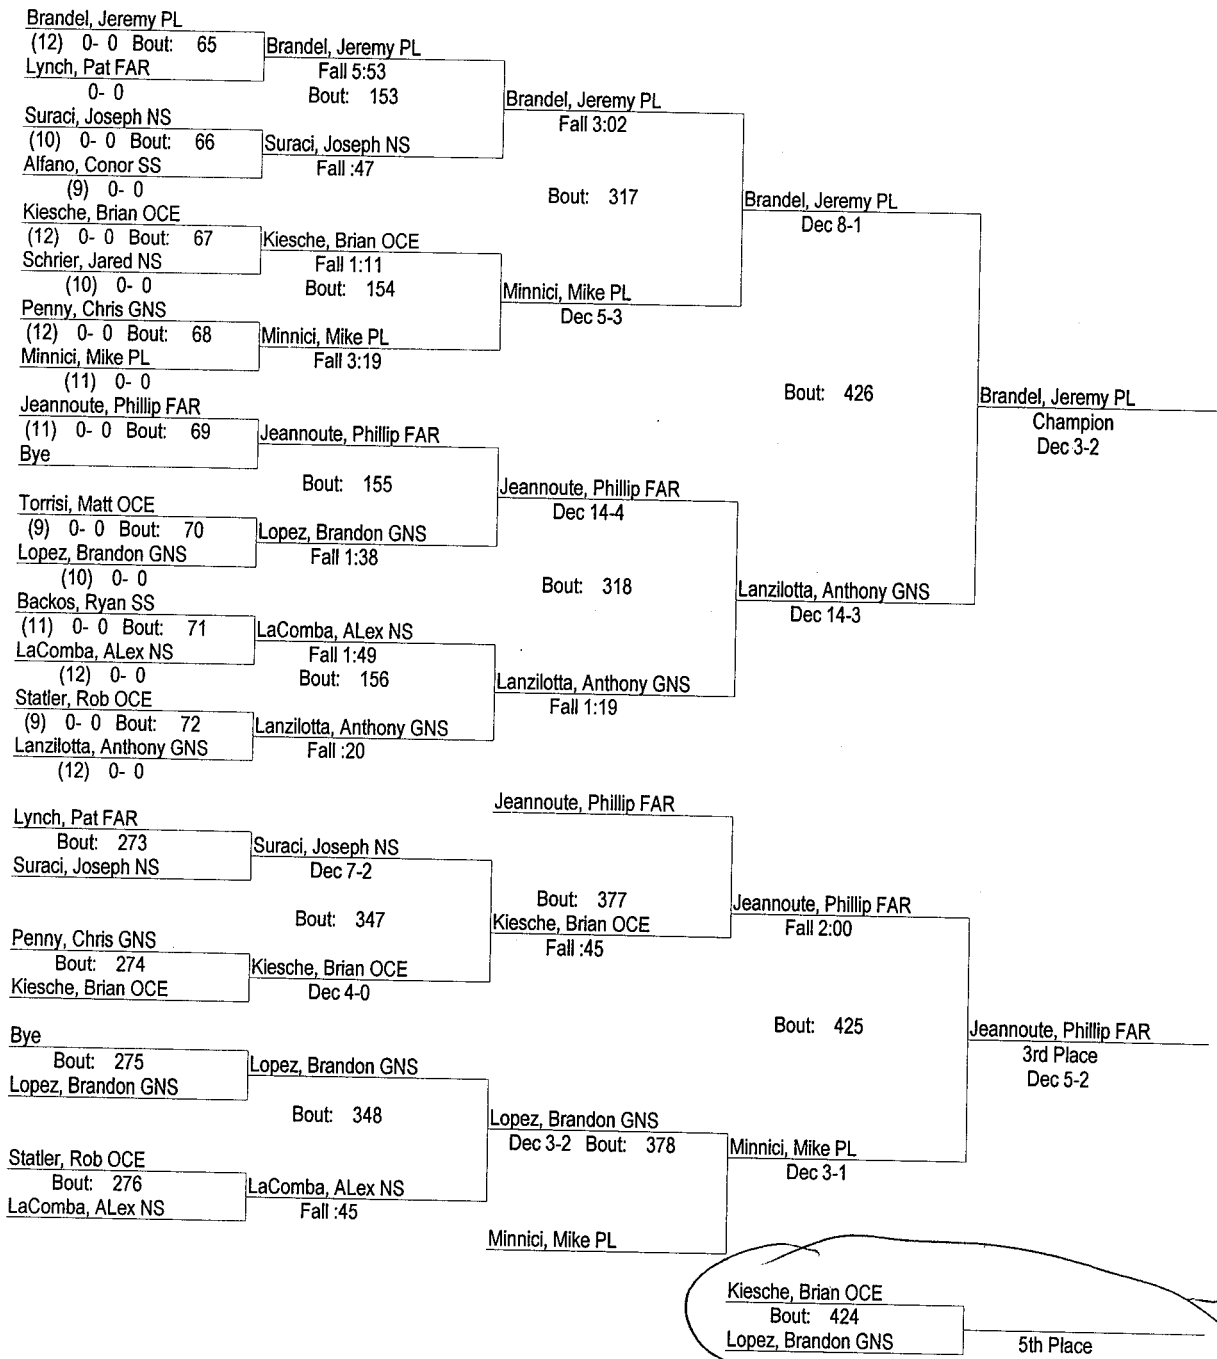 Brandel, Jeremy PL
(12) 0- 0 Bout: 65
Lynch, Pat FAR
0- 0
Suraci, Joseph NS
(10) 0- 0 Bout: 66
Alfano, Conor SS
(9) 0- 0
Kiesche, Brian OCE
(12) 0- 0 Bout: 67
Schrier, Jared NS
(10) 0- 0
Penny, Chris GNS
(12) 0- 0 Bout: 68
Minnici, Mike PL
(11) 0- 0
Jeannoute, Phillip FAR
(11) 0- 0 Bout: 69
Bye
Torrisi, Matt OCE
(9) 0- 0 Bout: 70
Lopez, Brandon GNS
(10) 0- 0
Backos, Ryan SS
(11) 0- 0 Bout: 71
LaComba, ALex NS
(12) 0- 0
Statler, Rob OCE
(9) 0- 0 Bout: 72
Lanzilotta, Anthony GNS
(12) 0- 0
Brandel, Jeremy PL
Fall 5:53
Bout: 153
Suraci, Joseph NS
Fall :47
Kiesche, Brian OCE
Fall 1:11
Bout: 154
Minnici, Mike PL
Fall 3:19
Jeannoute, Phillip FAR
Bout: 155
Lopez, Brandon GNS
Fall 1:38
LaComba, ALex NS
Fall 1:49
Bout: 156
Lanzilotta, Anthony GNS
Fall :20
Brandel, Jeremy PL
Fall 3:02
Bout: 317
Minnici, Mike PL
Dec 5-3
Jeannoute, Phillip FAR
Dec 14-4
Bout: 318
Lanzilotta, Anthony GNS
Fall 1:19
Brandel, Jeremy PL
Dec 8-1
Bout: 426
Lanzilotta, Anthony GNS
Dec 14-3
Brandel, Jeremy PL
Champion
Dec 3-2
Lynch, Pat FAR
Bout: 273
Suraci, Joseph NS
Penny, Chris GNS
Bout: 274
Kiesche, Brian OCE
Bye
Bout: 275
Lopez, Brandon GNS
Statler, Rob OCE
Bout: 276
LaComba, ALex NS
Suraci, Joseph NS
Dec 7-2
Bout: 347
Kiesche, Brian OCE
Dec 4-0
Lopez, Brandon GNS
Bout: 348
LaComba, ALex NS
Fall :45
Jeannoute, Phillip FAR
Bout: 377
Kiesche, Brian OCE
Fall :45
Lopez, Brandon GNS
Dec 3-2 Bout: 378
Minnici, Mike PL
Jeannoute, Phillip FAR
Fall 2:00
Bout: 425
Minnici, Mike PL
Dec 3-1
Jeannoute, Phillip FAR
3rd Place
Dec 5-2
Kiesche, Brian OCE
Bout: 424
Lopez, Brandon GNS
5th Place